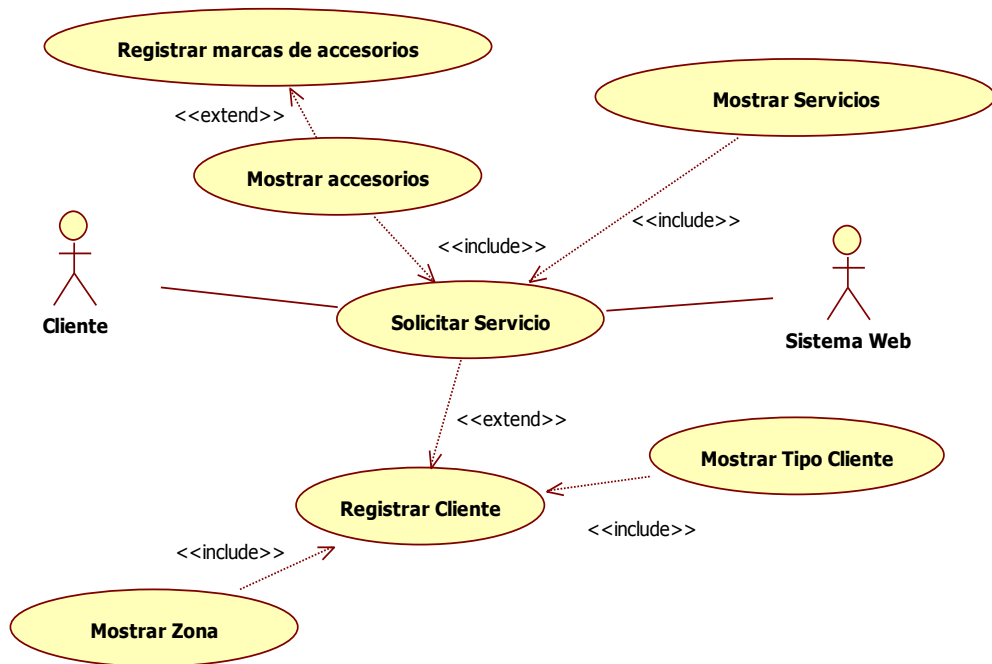 Registrar marcas de accesorios
Mostrar Servicios
<<extend>>
Mostrar accesorios
<<include>>
<<include>>
Cliente
Solicitar Servicio
Sistema Web
<<extend>>
Mostrar Tipo Cliente
Registrar Cliente
<<include>>
<<include>>
Mostrar Zona